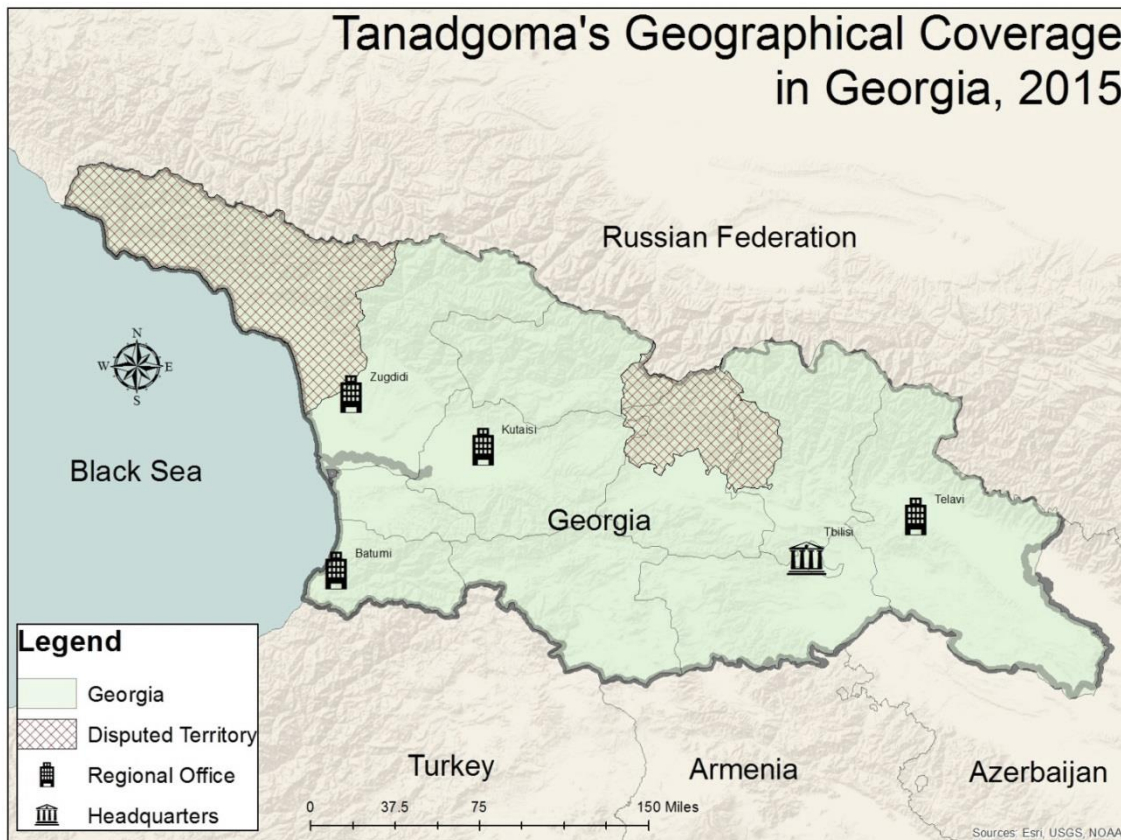 Tanadgoma's Geographical Coverage
in Georgia, 2015
Russian Federation
N
W E
S
Zugdidi
Kutaisi
Black Sea
Telavi
Georgia
Tbilisi
Batumi
Legend
Georgia
Disputed Territory
Regional Office
Headquarters
Turkey
Armenia
Azerbaijan
0 37.5 75 150 Miles
Sources: Esri, USGS, NOAA